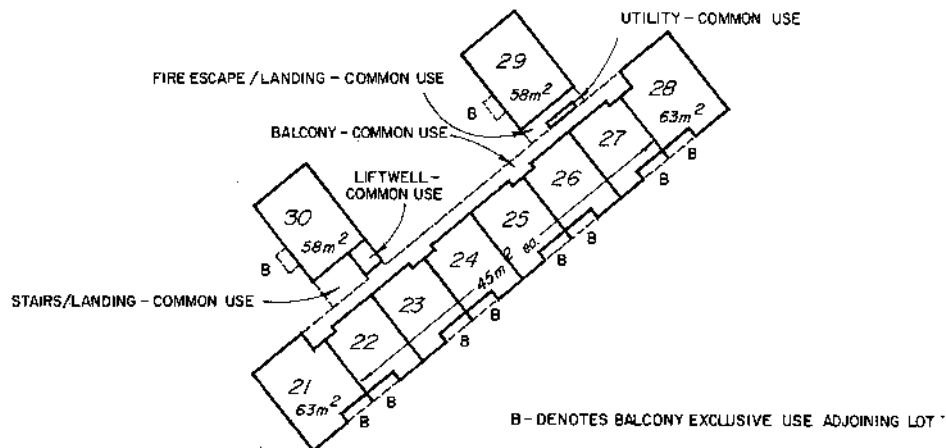 UTILITY-COMMON USE
29
58m²
B
28
63m²
FIRE ESCAPE/LANDING-COMMON USE
BALCONY-COMMON USE
27
B
B
LIFTWELL-
COMMON USE
26
30
58m²
B
25
B
B
24
45m² ea.
STAIRS/LANDING-COMMON USE
23
B
B
22
21
63m²
B
B
B-DENOTES BALCONY EXCLUSIVE USE ADJOINING LOT